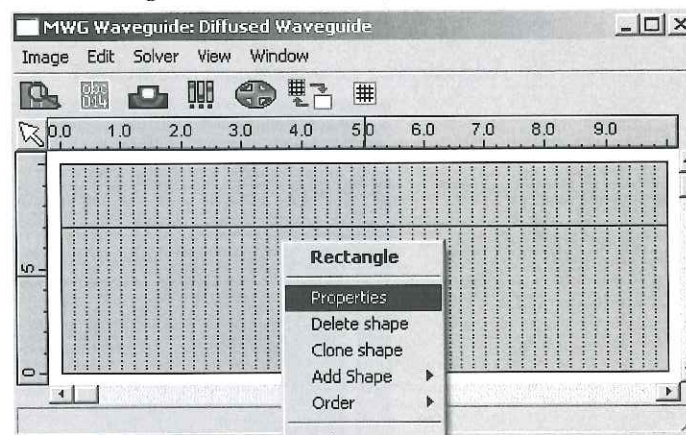 MWG Waveguide: Diffused Waveguide
Image Edit Solver View Window
0.0 1.0 2.0 3.0 4.0 5.0 6.0 7.0 8.0 9.0
5
0
Rectangle
Properties
Delete shape
Clone shape
Add Shape
Order